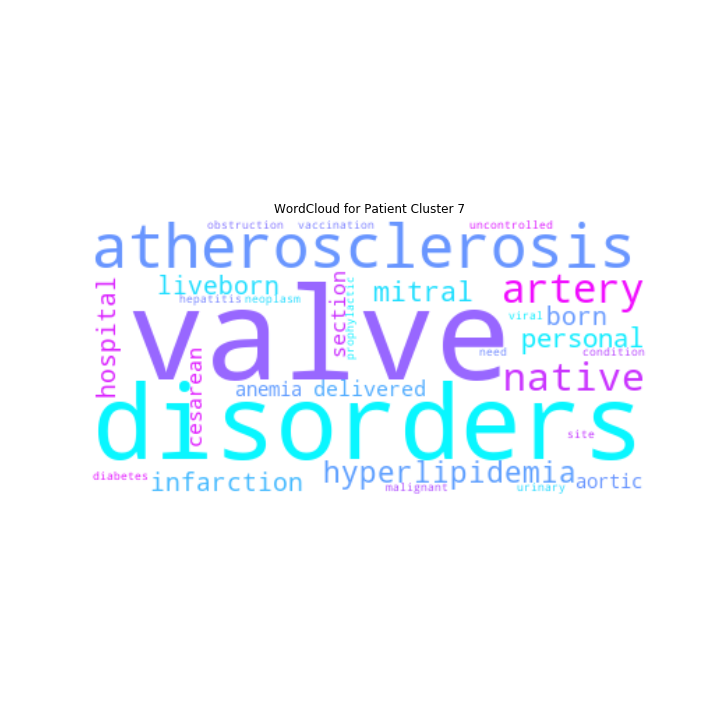 WordCloud for Patient Cluster 7
obstruction vaccination uncontrolled
atherosclerosis
liveborn mitral artery
hepatitis neoplasm
hospital
section
prophylactic
valve
viral born
personal
need condition
native
cesarean
anemia delivered
disorders
site
diabetes infarction hyperlipidemia aortic
malignant urinary